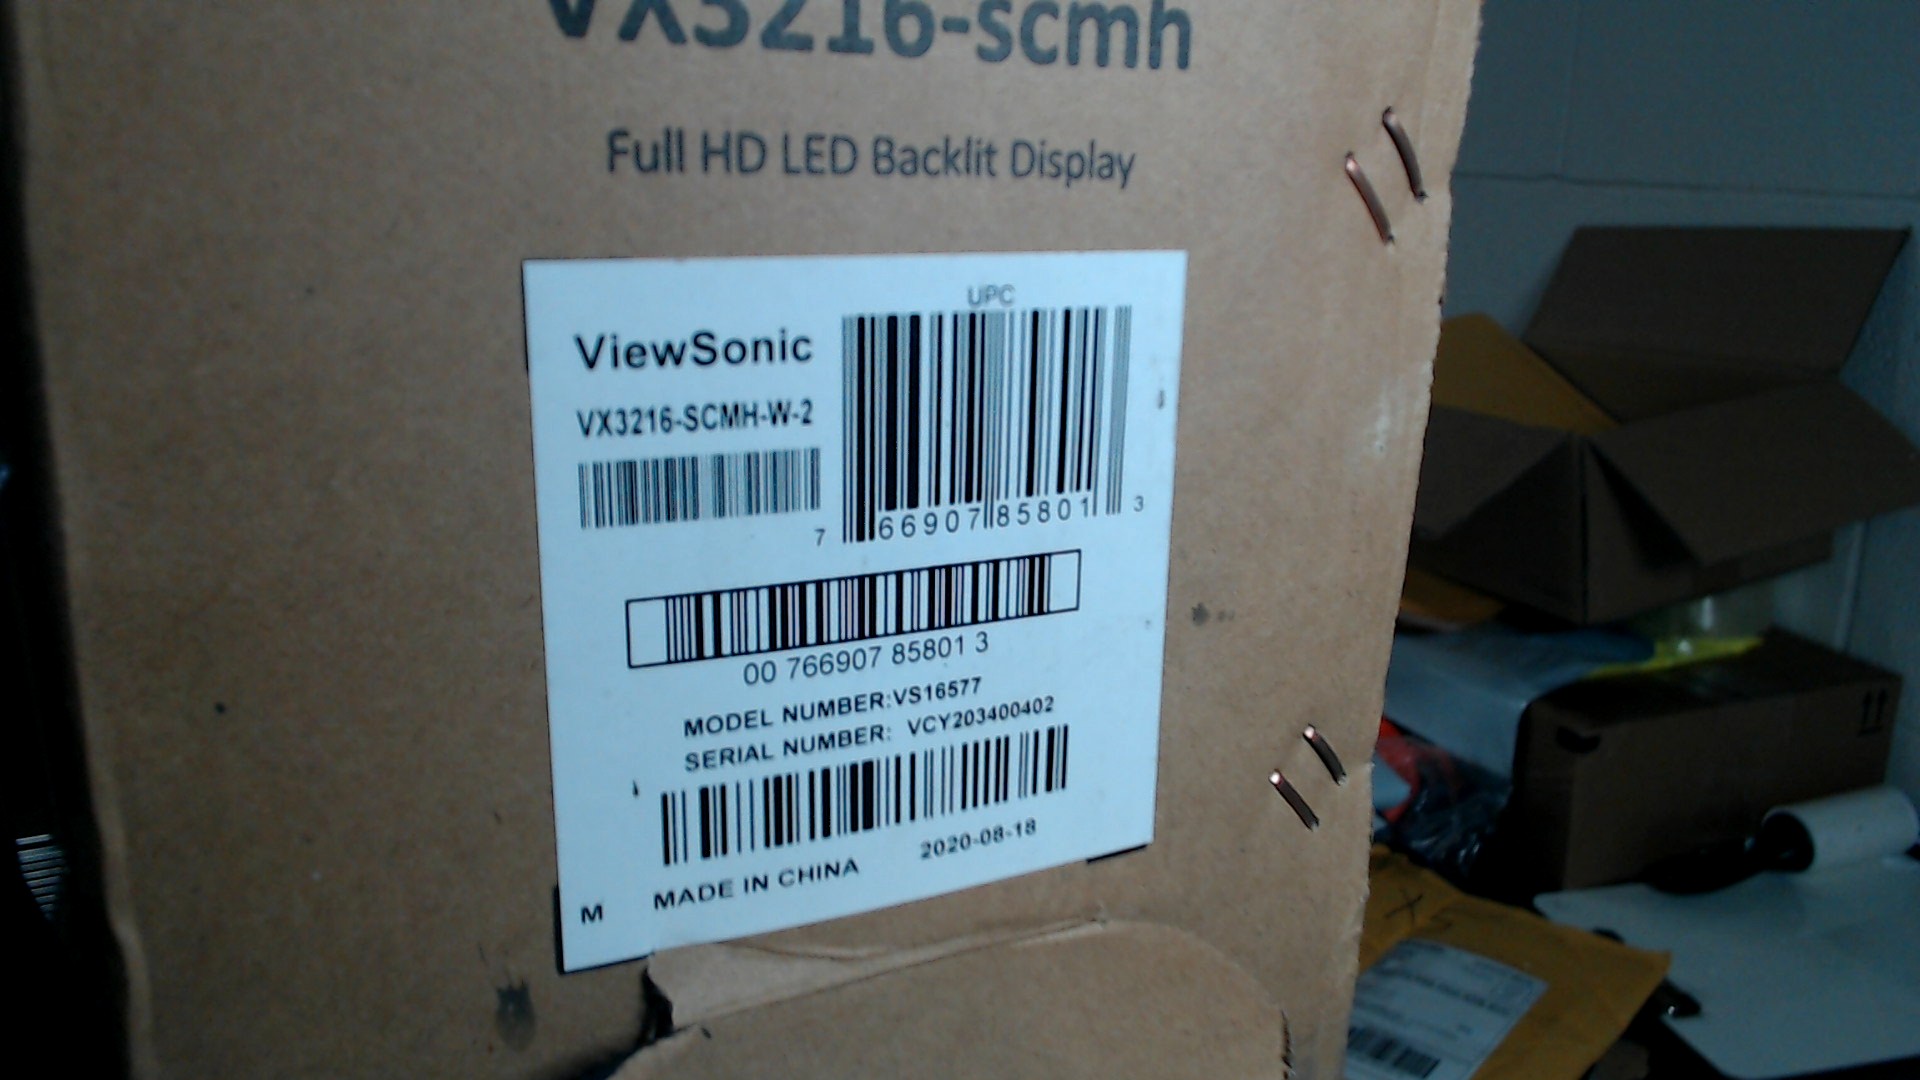 VX3216-scmh
Full HD LED Backlit Display
UPC
ViewSonic
VX3216-SCMH-W-2
7 66907 85801 3
00 766907 85801 3
MODEL NUMBER:VS16577
SERIAL NUMBER: VCY203400402
MADE IN CHINA 2020-08-18
M